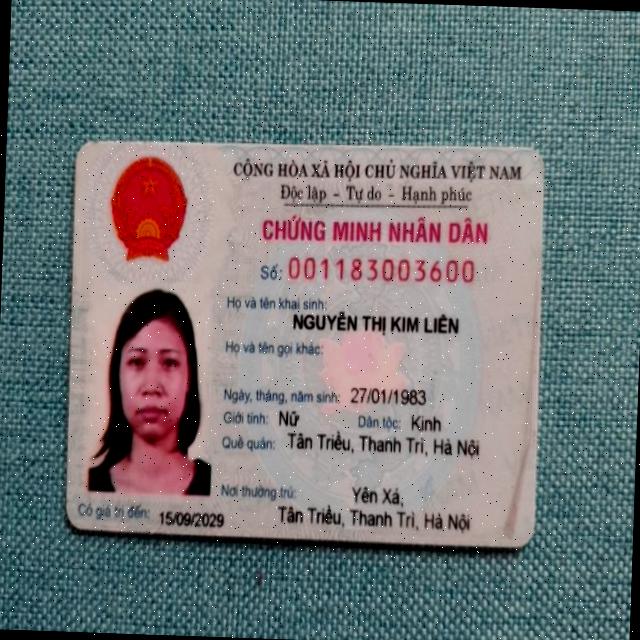 CỘNG HÒA XÃ HỘI CHỦ NGHĨA VIỆT NAM
Độc lập - Tự do - Hạnh phúc
CHỨNG MINH NHÂN DÂN
Số: 001183003600
Họ và tên khai sinh:
NGUYỄN THỊ KIM LIÊN
Họ và tên gọi khác:
Ngày, tháng, năm sinh: 27/01/1983
Giới tính: Nữ Dân tộc: Kinh
Quê quán: Tân Triều, Thanh Trì, Hà Nội
Nơi thường trú: Yên Xá,
Tân Triều, Thanh Trì, Hà Nội
Có giá trị đến: 15/09/2029